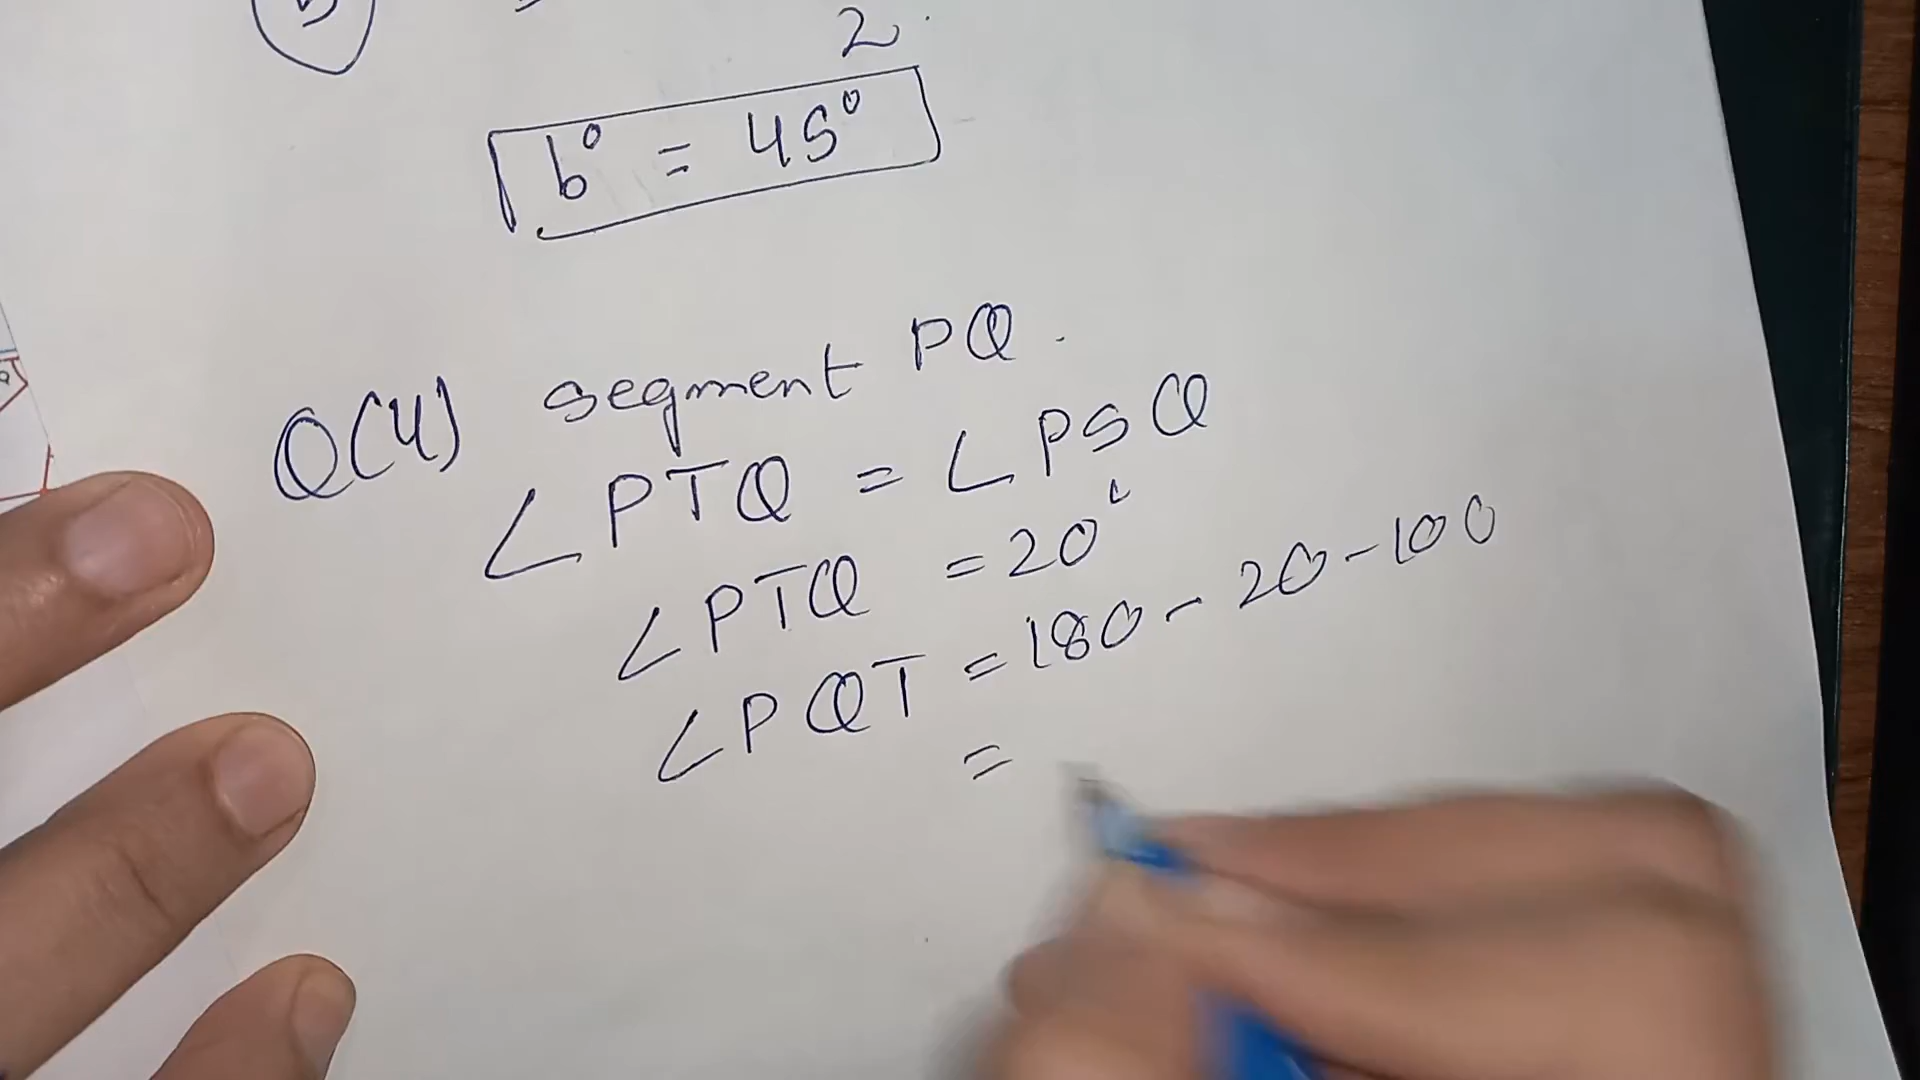 2
b° = 45°
Q(4) segment PQ.
∠PTQ = ∠PSQ
∠PTQ = 20°
∠PQT = 180 - 20 - 100
=